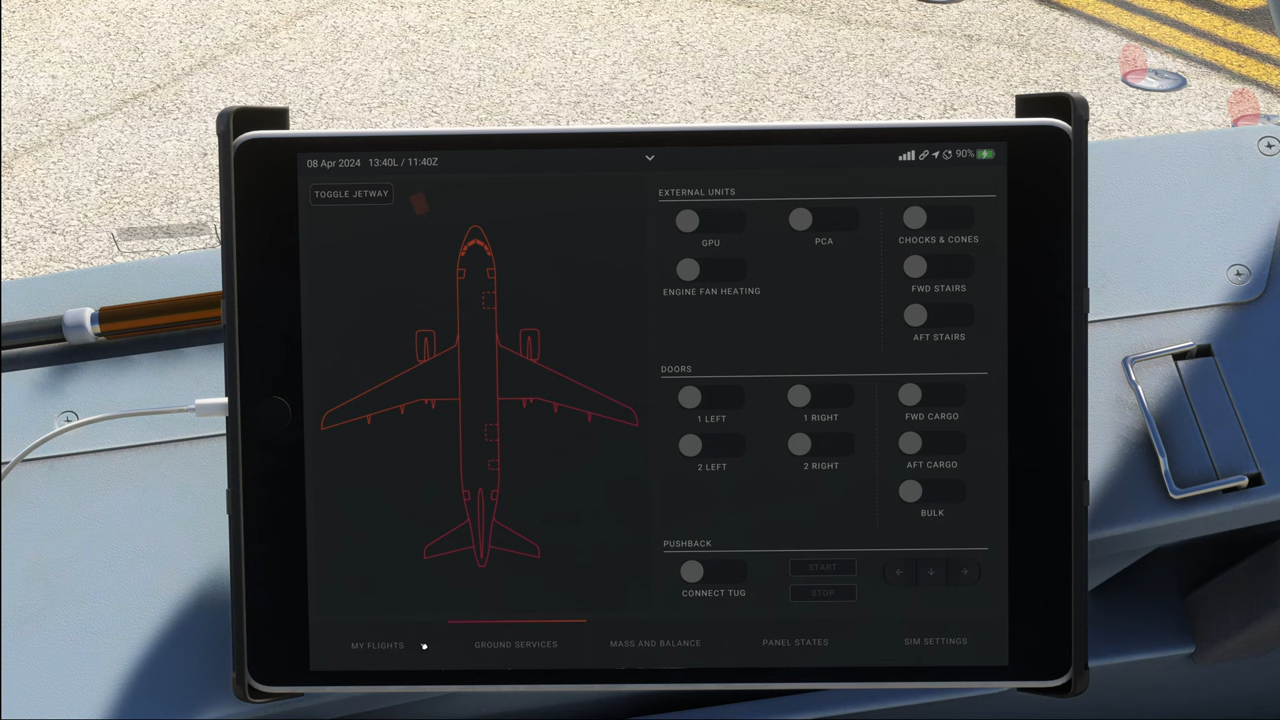 08 Apr 2024 13:40L / 11:40Z
90%
TOGGLE JETWAY
EXTERNAL UNITS
GPU
PCA
CHOCKS & CONES
ENGINE FAN HEATING
FWD STAIRS
AFT STAIRS
DOORS
1 LEFT
1 RIGHT
FWD CARGO
2 LEFT
2 RIGHT
AFT CARGO
BULK
PUSHBACK
START
CONNECT TUG
STOP
MY FLIGHTS
GROUND SERVICES
MASS AND BALANCE
PANEL STATES
SIM SETTINGS